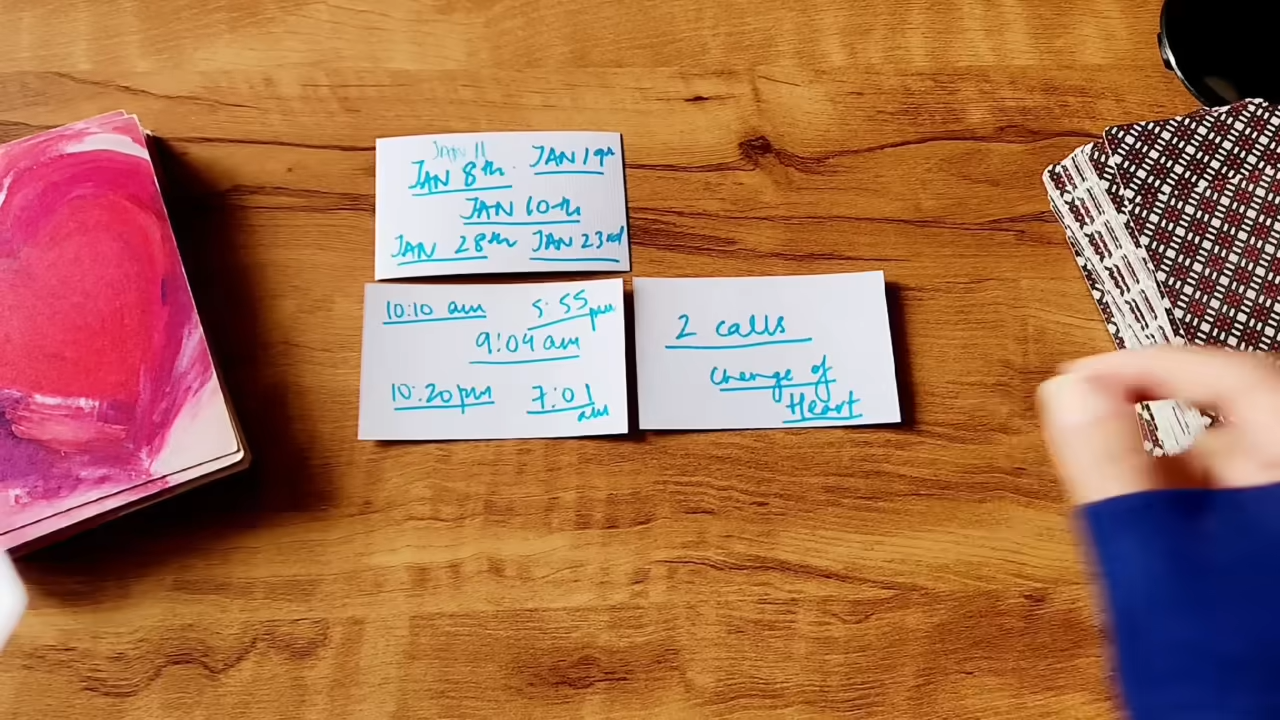 JAN 11
JAN 8th. JAN 19th
JAN 10th
JAN 28th JAN 23rd
10:10 am 5:55 pm
9:04 am
10:20 pm 7:01 am
2 calls
Change of
Heart